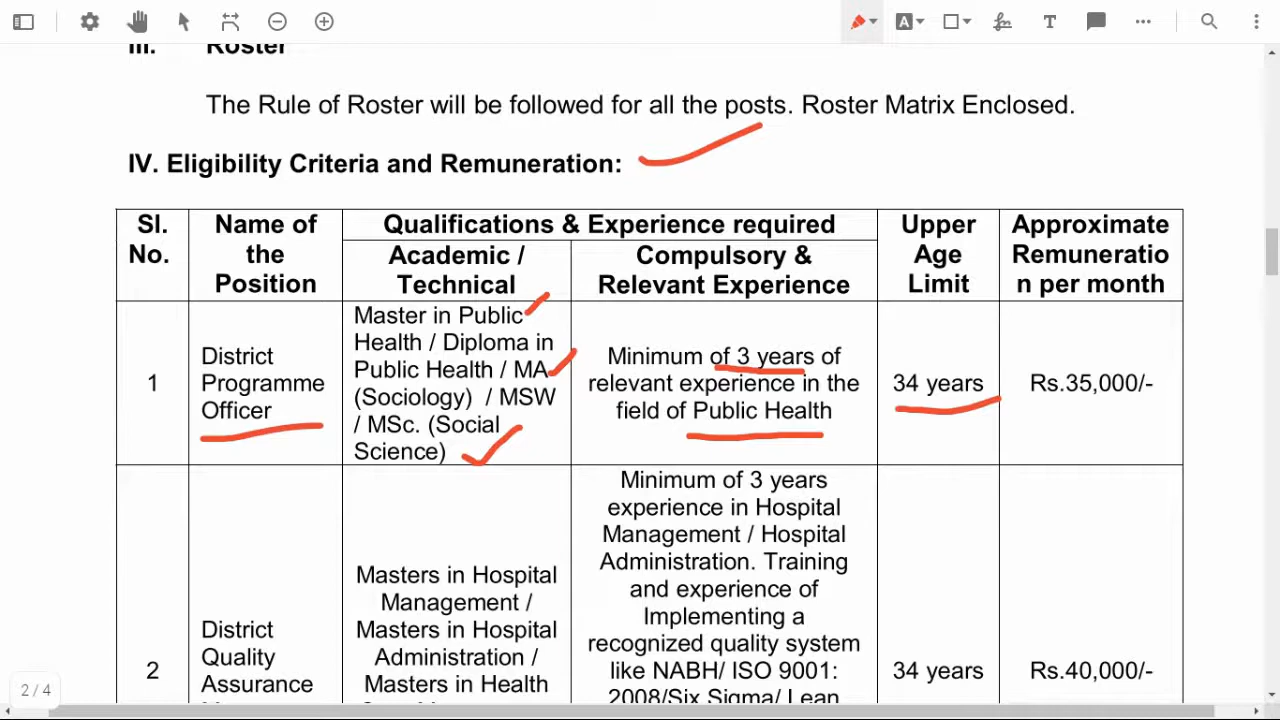 III. Roster
The Rule of Roster will be followed for all the posts. Roster Matrix Enclosed.
IV. Eligibility Criteria and Remuneration:
Sl. No.
Name of the Position
Qualifications & Experience required
Academic / Technical
Compulsory & Relevant Experience
Upper Age Limit
Approximate
Remuneratio
n per month
1
District
Programme
Officer
Master in Public
Health / Diploma in
Public Health / MA
(Sociology) / MSW
/ MSc. (Social
Science)
Minimum of 3 years of
relevant experience in the
field of Public Health
34 years
Rs.35,000/-
2
District
Quality
Assurance
Masters in Hospital
Management /
Masters in Hospital
Administration /
Masters in Health
Minimum of 3 years
experience in Hospital
Management / Hospital
Administration. Training
and experience of
Implementing a
recognized quality system
like NABH/ ISO 9001:
2008/Six Sigma/ Lean
34 years
Rs.40,000/-
2 / 4